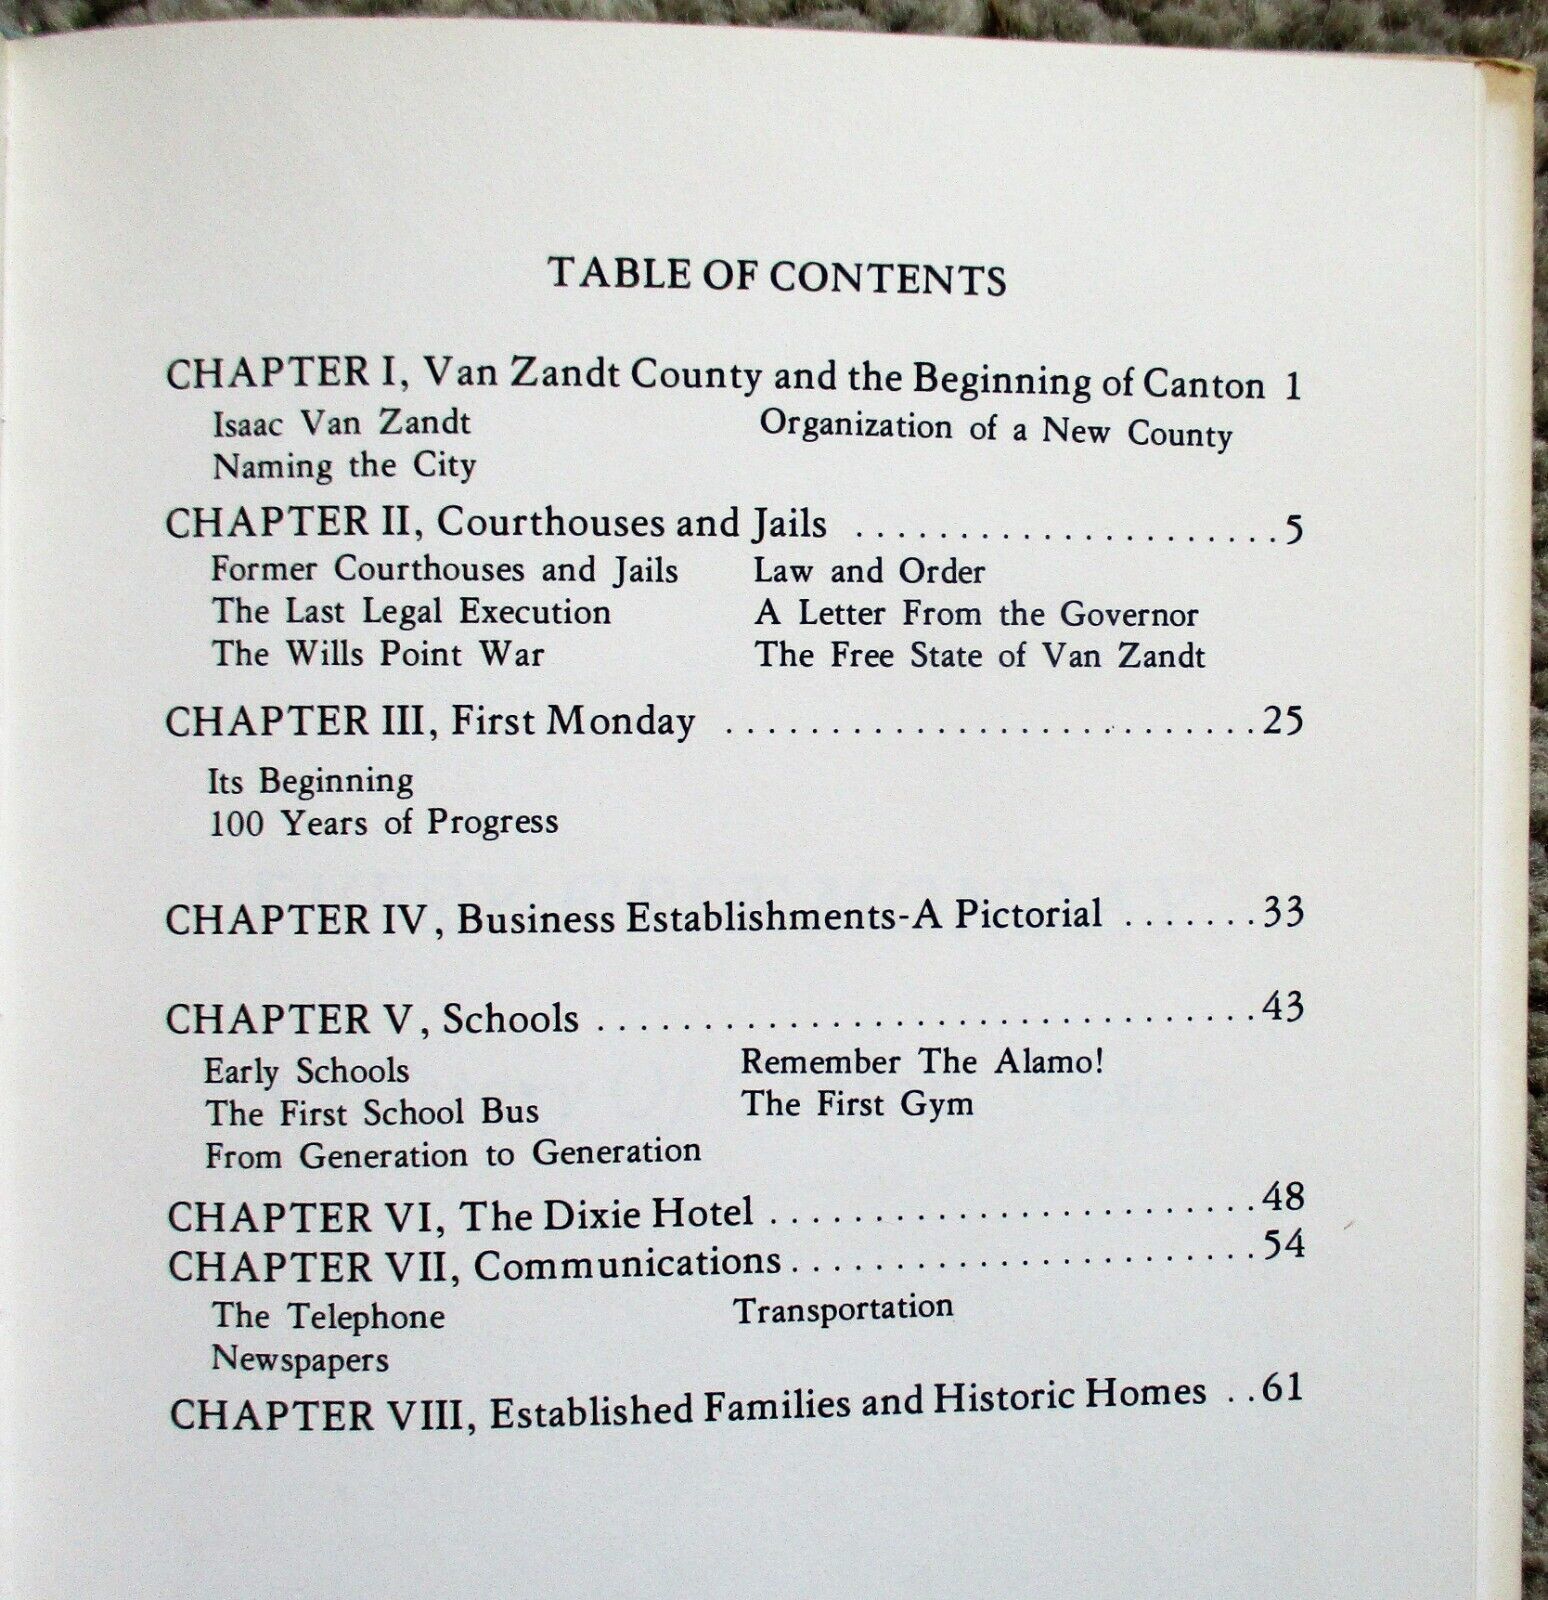 TABLE OF CONTENTS
CHAPTER I, Van Zandt County and the Beginning of Canton 1
Isaac Van Zandt Organization of a New County
Naming the City
CHAPTER II, Courthouses and Jails ......................5
Former Courthouses and Jails Law and Order
The Last Legal Execution A Letter From the Governor
The Wills Point War The Free State of Van Zandt
CHAPTER III, First Monday .........................25
Its Beginning
100 Years of Progress
CHAPTER IV, Business Establishments-A Pictorial .......33
CHAPTER V, Schools ...............................43
Early Schools Remember The Alamo!
The First School Bus The First Gym
From Generation to Generation
CHAPTER VI, The Dixie Hotel .......................48
CHAPTER VII, Communications ......................54
The Telephone Transportation
Newspapers
CHAPTER VIII, Established Families and Historic Homes ..61